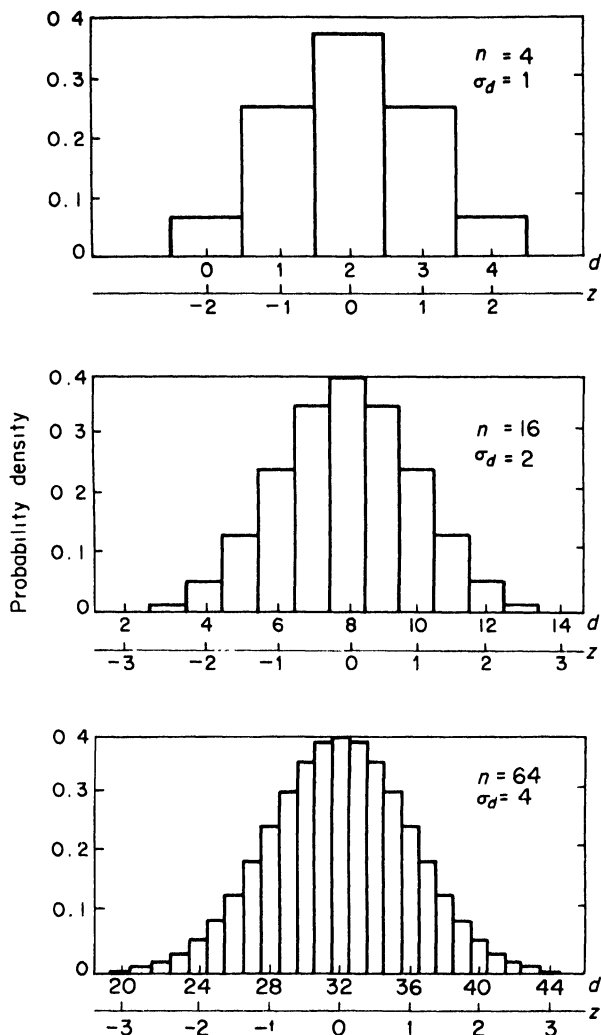 0 4
n = 4
σd = 1
0.3
0.2
0.1
0
0 1 2 3 4 d
-2 -1 0 1 2 z
Probability density
0.4
n = 16
σd = 2
0 3
0 2
0.1
0
2 4 6 8 10 12 14 d
-3 -2 -1 0 1 2 3 z
0 4
n = 64
σd = 4
0.3
0.2
0.1
0
20 24 28 32 36 40 44 d
-3 -2 -1 0 1 2 3 z